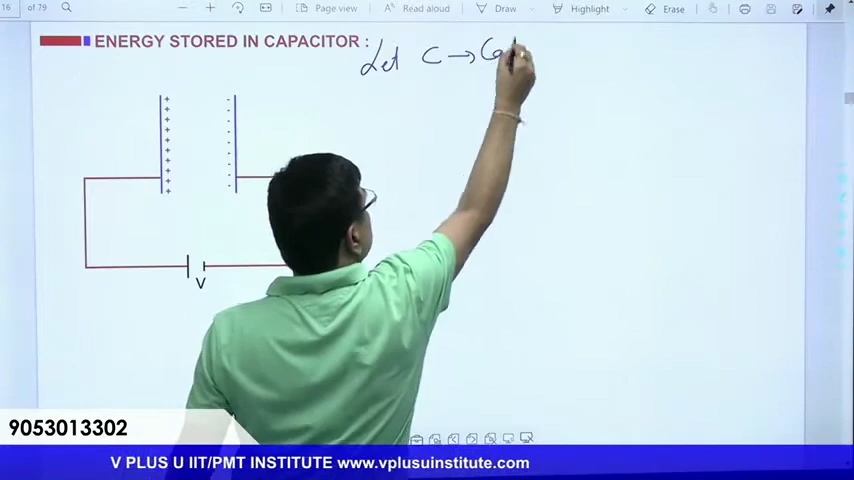 16 of 79 Page view Read aloud Draw Highlight Erase
ENERGY STORED IN CAPACITOR :
Let C →
V
9053013302
V PLUS U IIT/PMT INSTITUTE www.vplusuinstitute.com